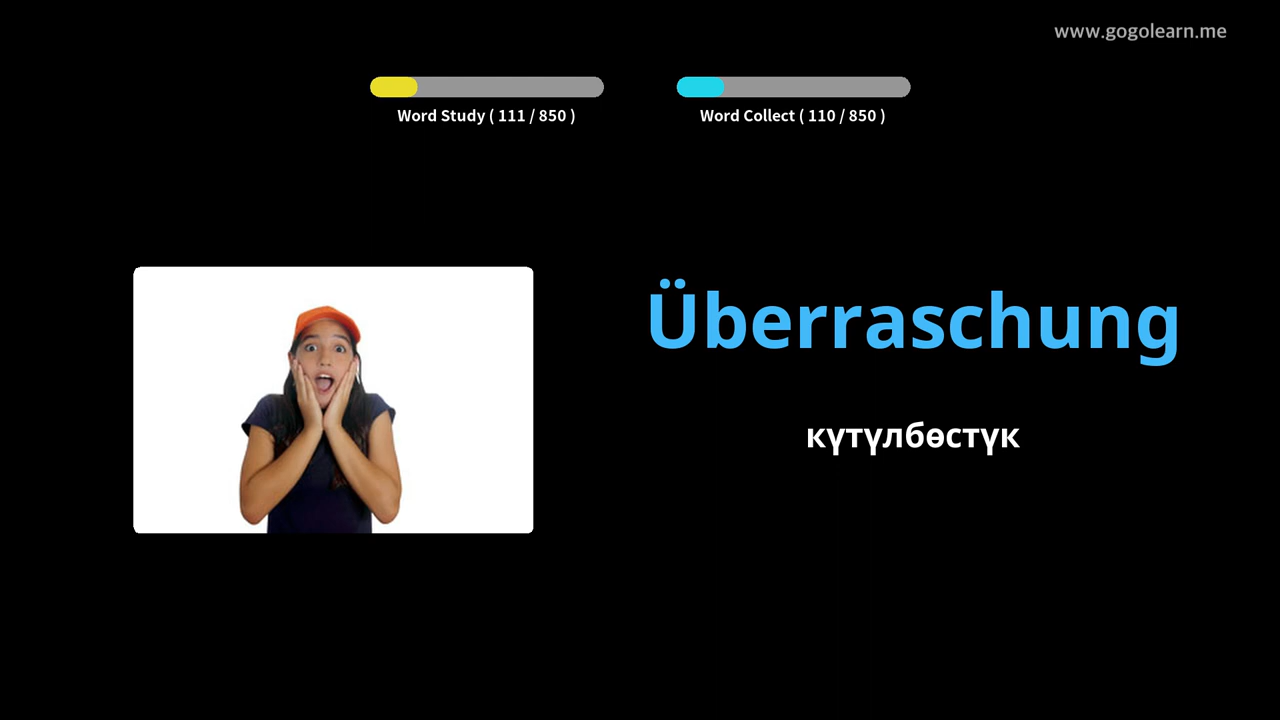 www.gogolearn.me
Word Study ( 111 / 850 )
Word Collect ( 110 / 850 )
Überraschung
күтүлбөстүк